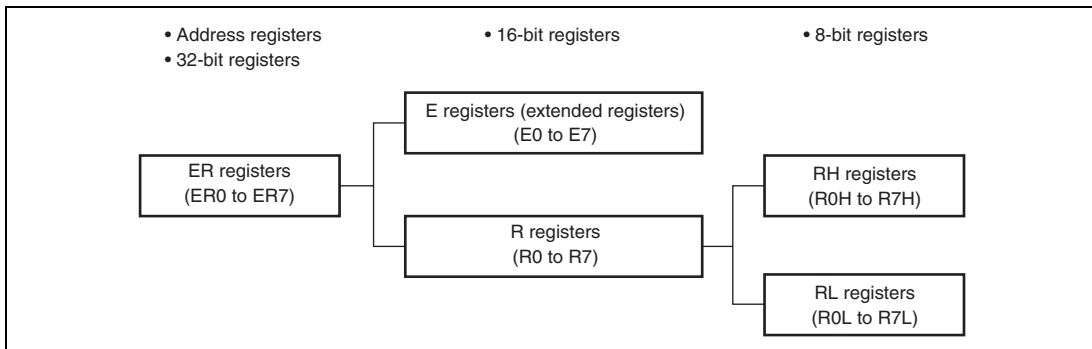 • Address registers
• 32-bit registers
• 16-bit registers
• 8-bit registers
E registers (extended registers)
(E0 to E7)
ER registers
(ER0 to ER7)
RH registers
(R0H to R7H)
R registers
(R0 to R7)
RL registers
(R0L to R7L)